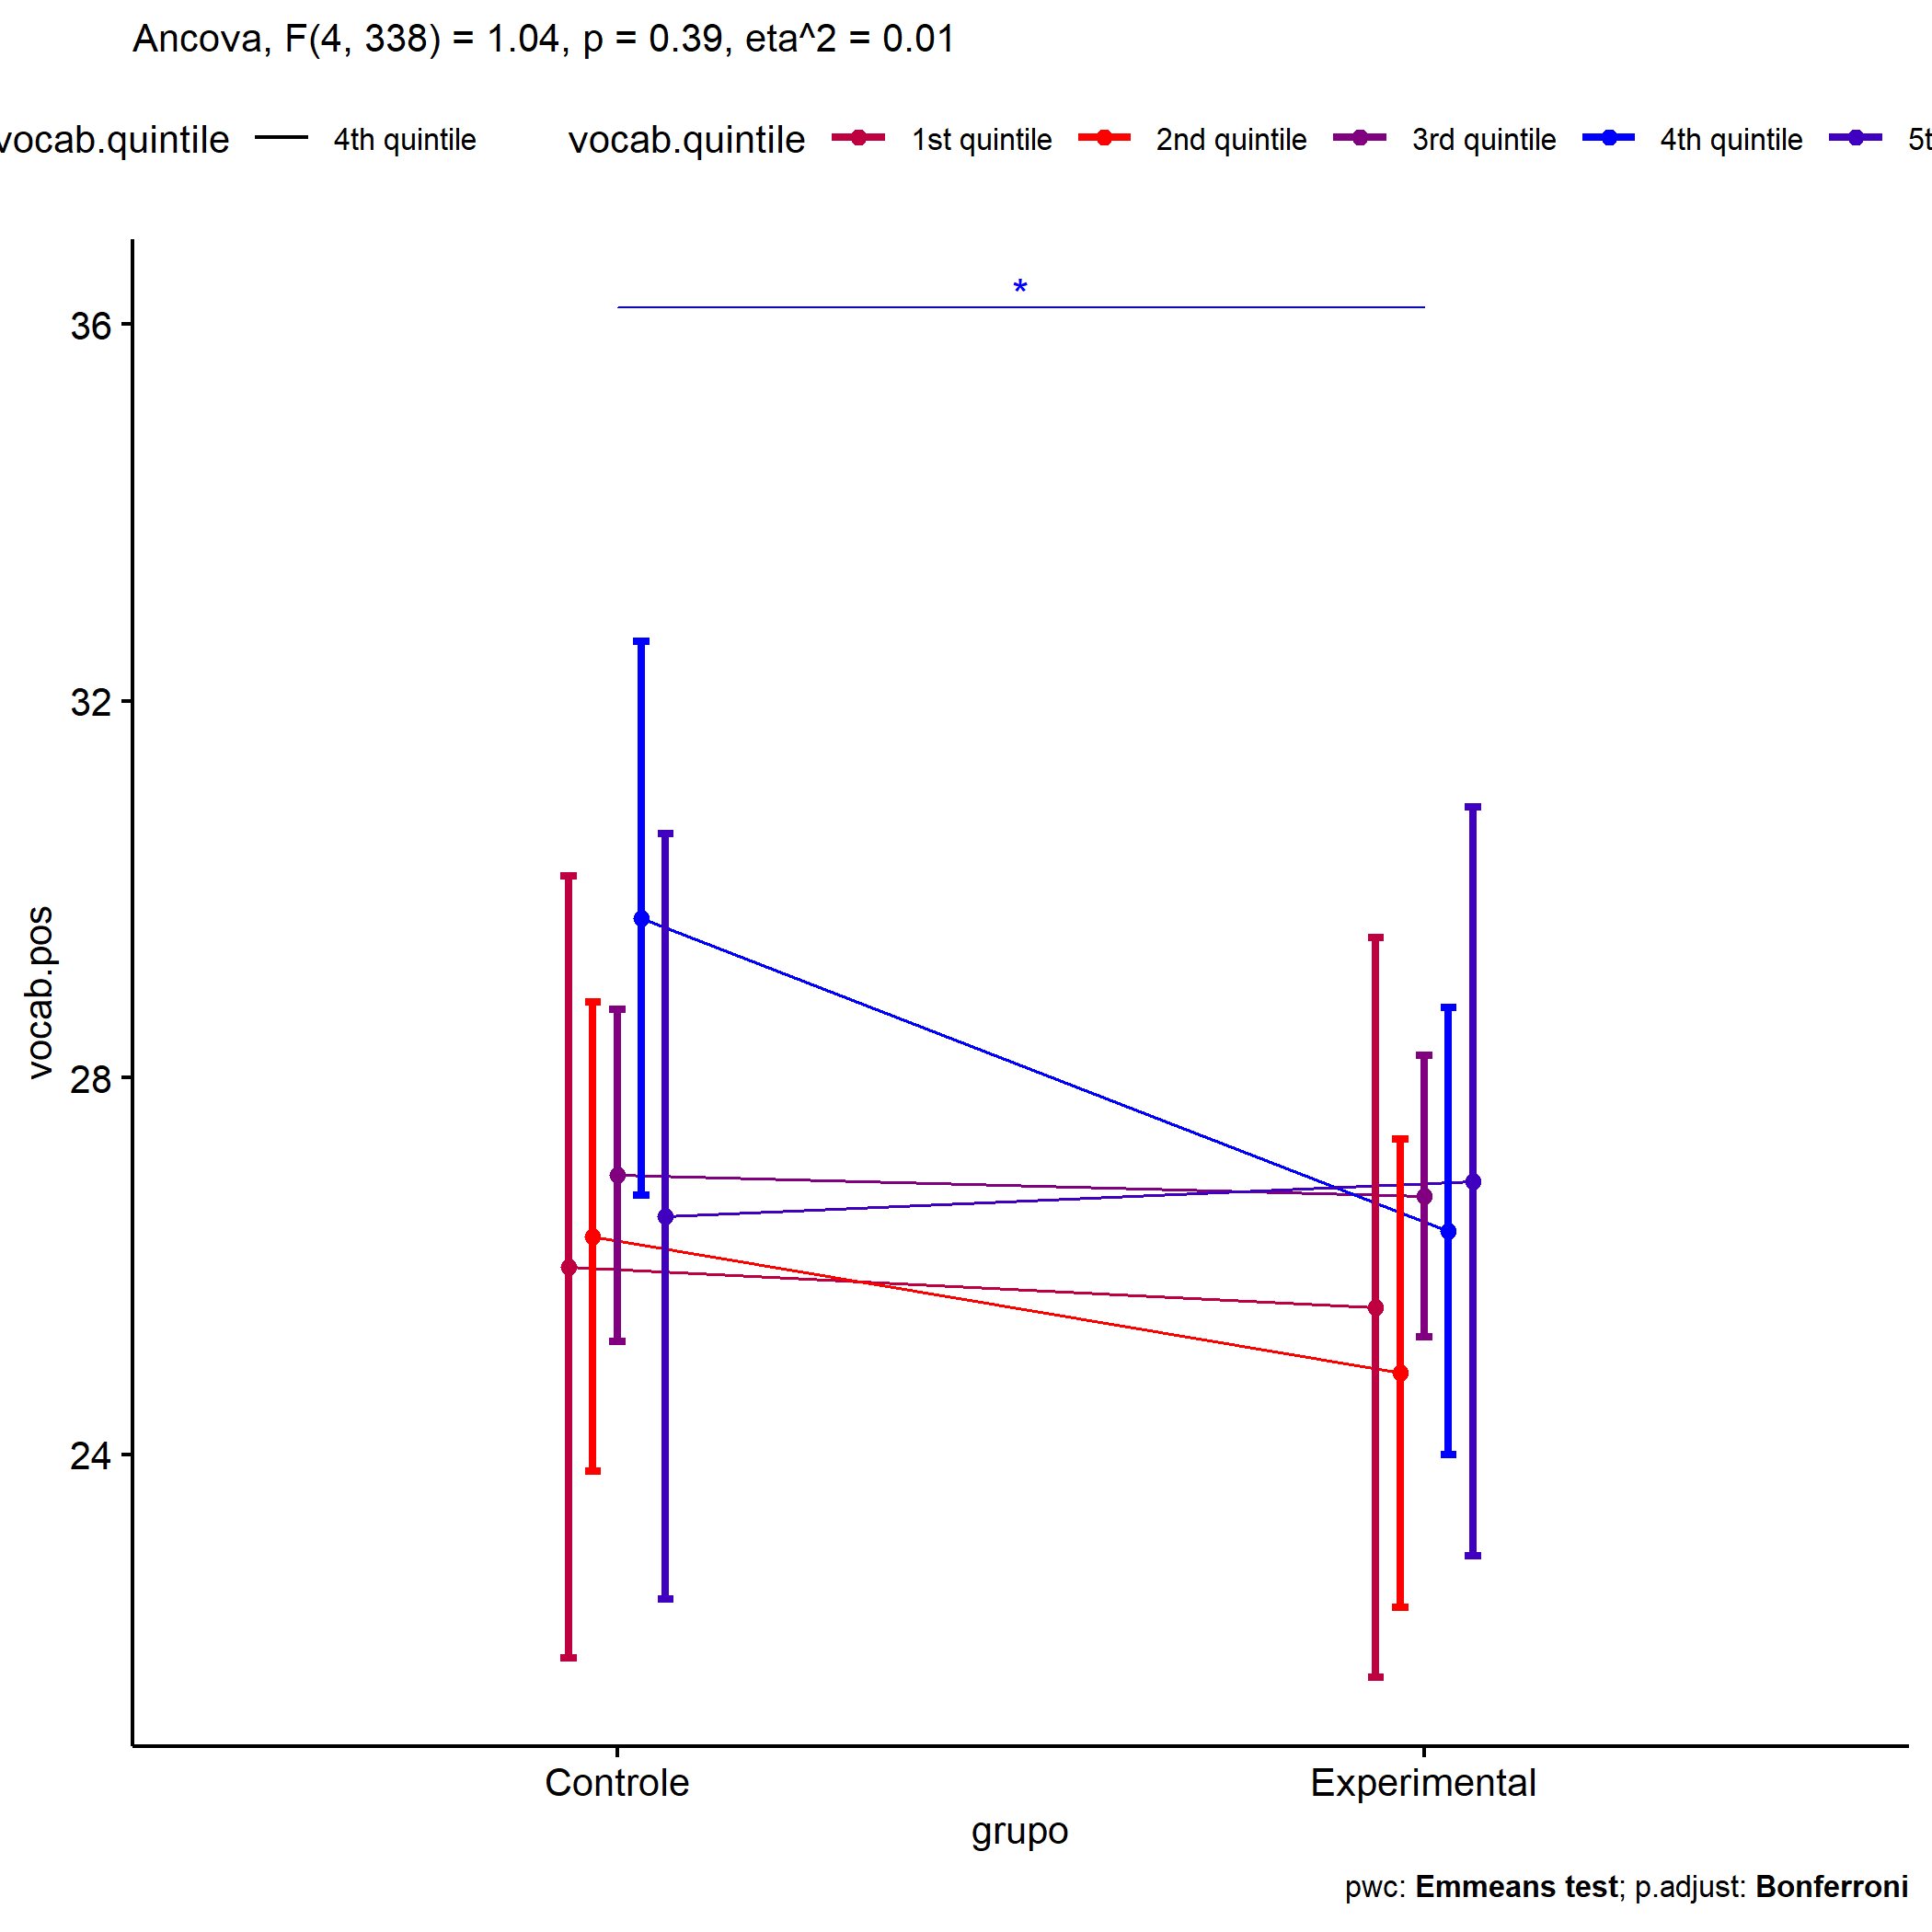 Ancova, F(4, 338) = 1.04, p = 0.39, eta^2 = 0.01
vocab.quintile 4th quintile vocab.quintile 1st quintile 2nd quintile 3rd quintile 4th quintile 5t
*
36
32
28
24
vocab.pos
Controle Experimental
grupo
pwc: Emmeans test; p.adjust: Bonferroni